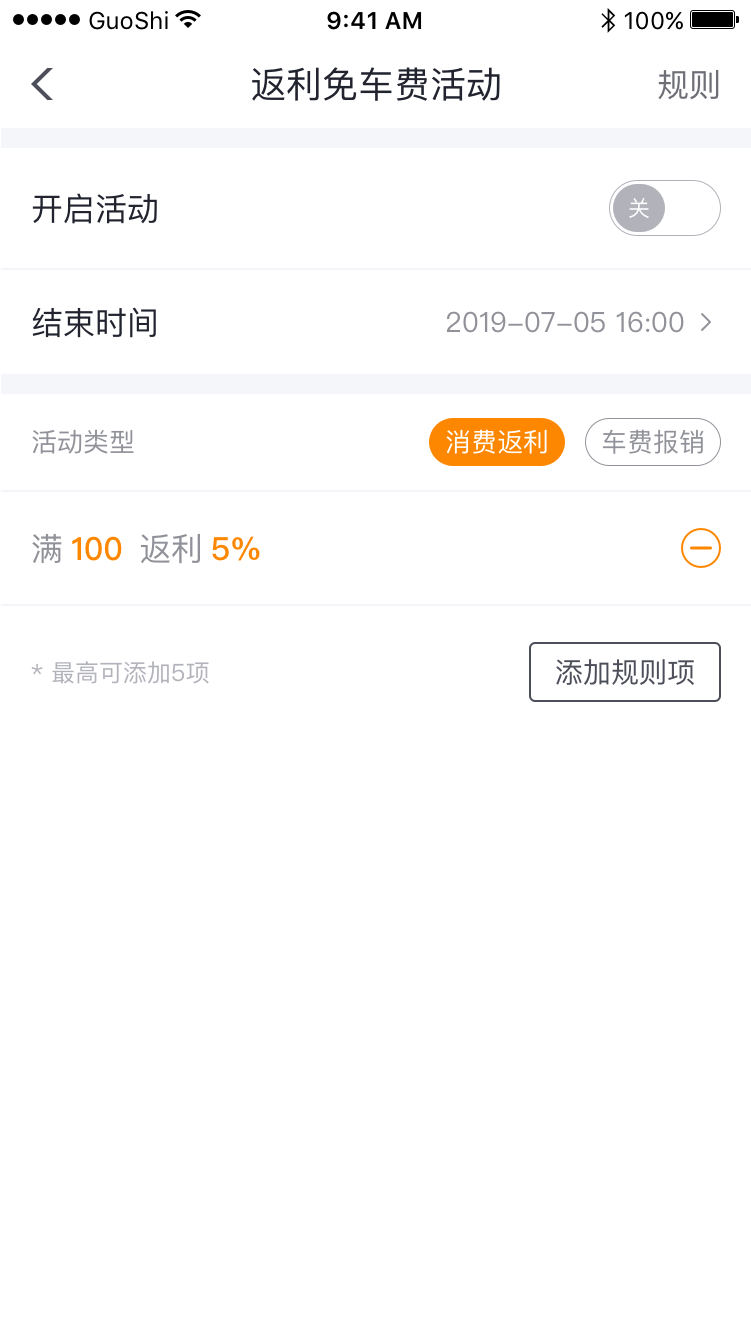 GuoShi 9:41 AM 100%
返利免车费活动 规则
开启活动 关
结束时间 2019-07-05 16:00
活动类型 消费返利 车费报销
满 100 返利 5%
* 最高可添加5项 添加规则项